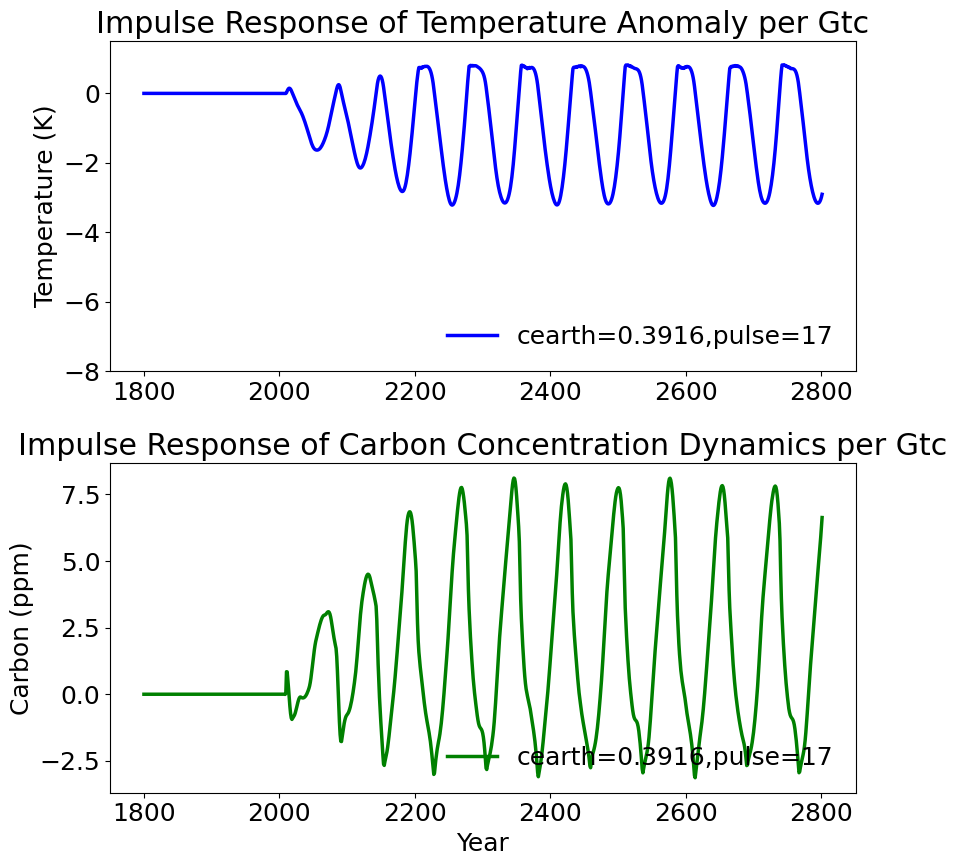 Impulse Response of Temperature Anomaly per Gtc
Temperature (K)
0
−2
−4
−6
−8
cearth=0.3916,pulse=17
1800 2000 2200 2400 2600 2800
Impulse Response of Carbon Concentration Dynamics per Gtc
Carbon (ppm)
7.5
5.0
2.5
0.0
−2.5
cearth=0.3916,pulse=17
1800 2000 2200 2400 2600 2800
Year